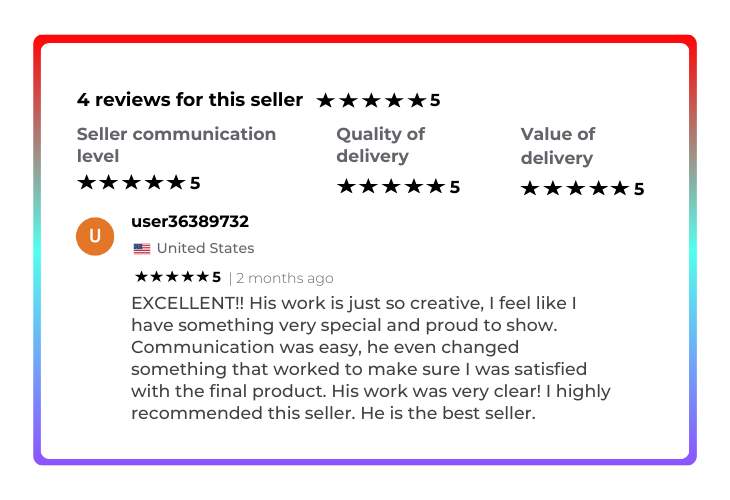 4 reviews for this seller ★★★★★ 5
Seller communication level
★★★★★ 5
Quality of delivery
★★★★★ 5
Value of delivery
★★★★★ 5
U
user36389732
United States
★★★★★ 5 | 2 months ago
EXCELLENT!! His work is just so creative, I feel like I
have something very special and proud to show.
Communication was easy, he even changed
something that worked to make sure I was satisfied
with the final product. His work was very clear! I highly
recommended this seller. He is the best seller.